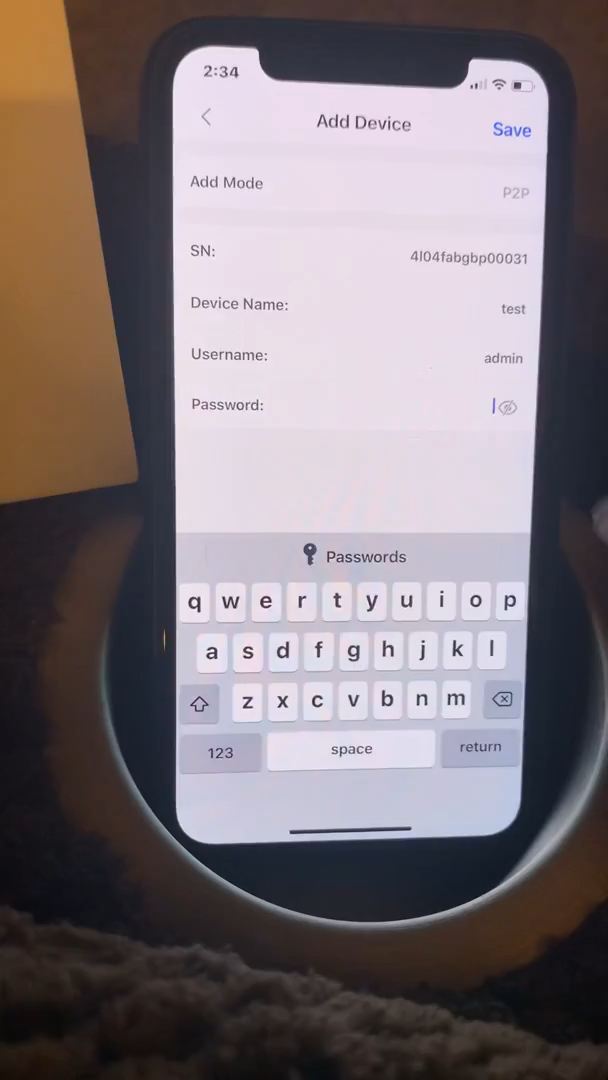 2:34
Add Device
Save
Add Mode
P2P
SN:
4l04fabgbp00031
Device Name:
test
Username:
admin
Password:
Passwords
q w e r t y u i o p
a s d f g h j k l
z x c v b n m
123
space
return